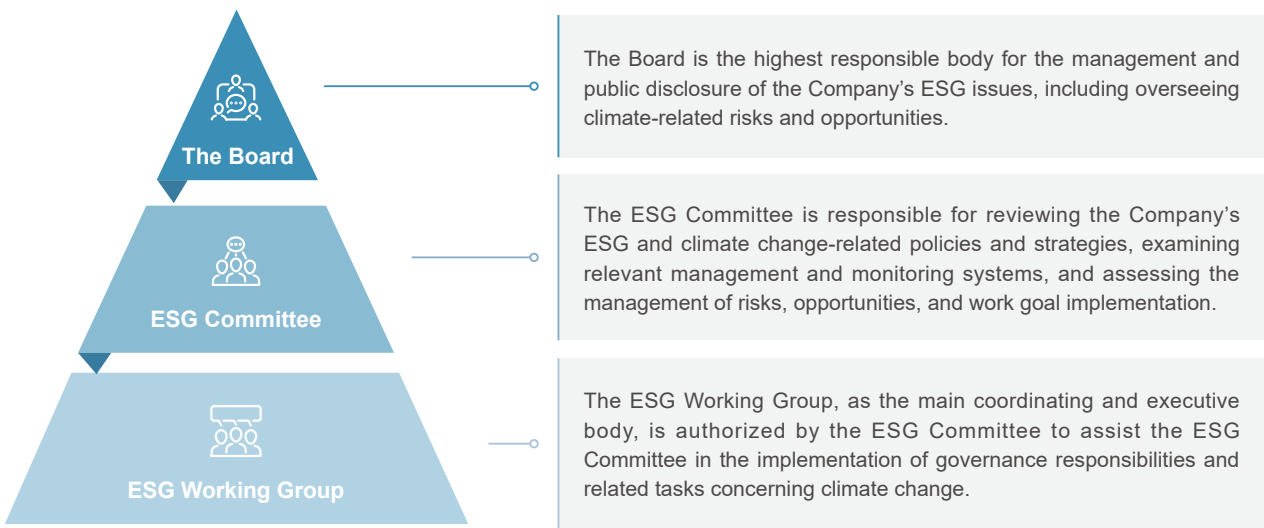 The Board
The Board is the highest responsible body for the management and
public disclosure of the Company’s ESG issues, including overseeing
climate-related risks and opportunities.
ESG Committee
The ESG Committee is responsible for reviewing the Company’s
ESG and climate change-related policies and strategies, examining
relevant management and monitoring systems, and assessing the
management of risks, opportunities, and work goal implementation.
ESG Working Group
The ESG Working Group, as the main coordinating and executive
body, is authorized by the ESG Committee to assist the ESG
Committee in the implementation of governance responsibilities and
related tasks concerning climate change.